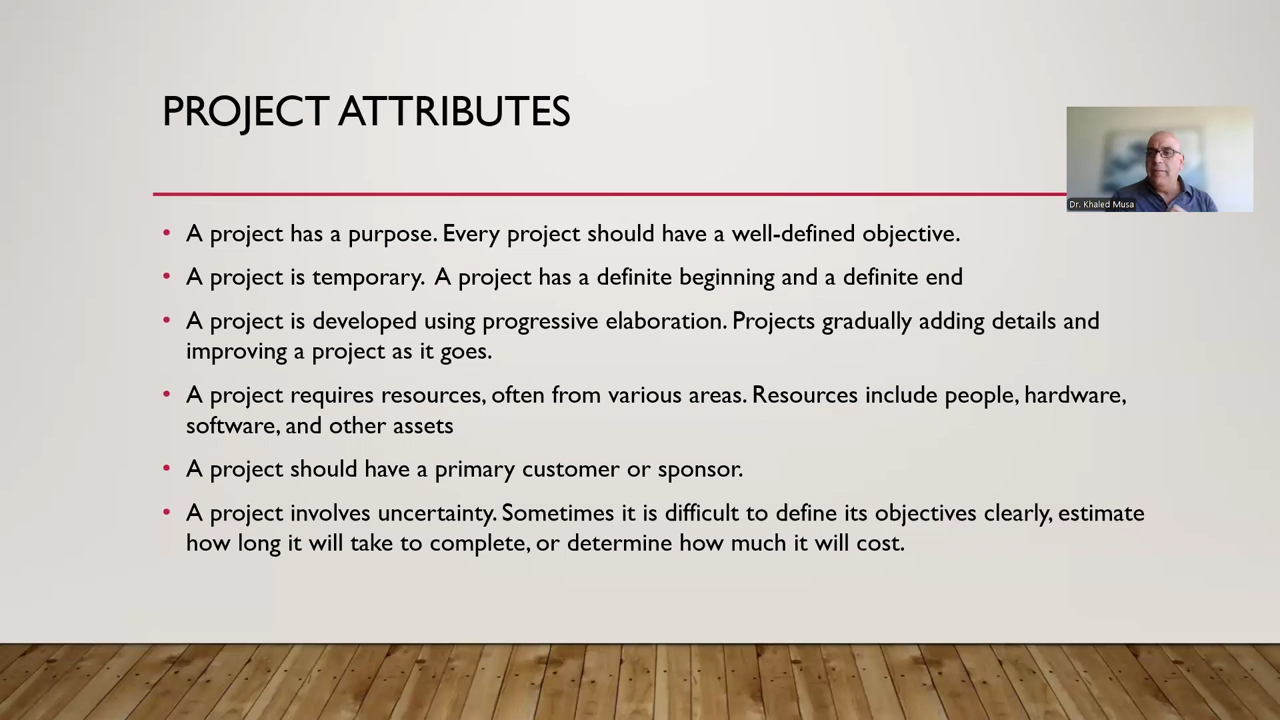 PROJECT ATTRIBUTES
Dr. Khaled Musa
• A project has a purpose. Every project should have a well-defined objective.
• A project is temporary.  A project has a definite beginning and a definite end
• A project is developed using progressive elaboration. Projects gradually adding details and
improving a project as it goes.
• A project requires resources, often from various areas. Resources include people, hardware,
software, and other assets
• A project should have a primary customer or sponsor.
• A project involves uncertainty. Sometimes it is difficult to define its objectives clearly, estimate
how long it will take to complete, or determine how much it will cost.